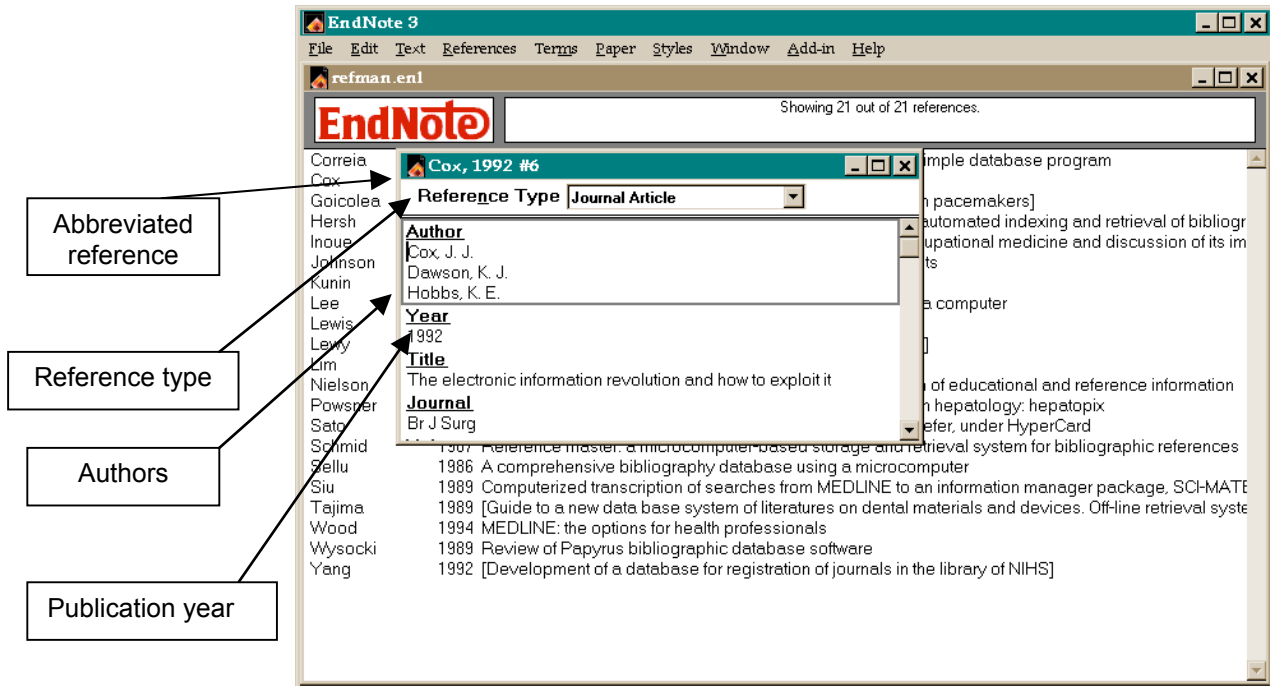 EndNote 3
File Edit Text References Terms Paper Styles Window Add-in Help
refman.enl
EndNote
Showing 21 out of 21 references.
Correia imple database program
Cox
Goicolea n pacemakers]
Hersh automated indexing and retrieval of bibliogr
Inoue upational medicine and discussion of its im
Johnson ts
Kunin
Lee a computer
Lewis
Lewy ]
Lim
Nielson n of educational and reference information
Powsner n hepatology: hepatopix
Sato efer, under HyperCard
Schmid 1987 Reference master: a microcomputer-based storage and retrieval system for bibliographic references
Sellu 1986 A comprehensive bibliography database using a microcomputer
Siu 1989 Computerized transcription of searches from MEDLINE to an information manager package, SCI-MATE
Tajima 1989 [Guide to a new data base system of literatures on dental materials and devices. Off-line retrieval syste
Wood 1994 MEDLINE: the options for health professionals
Wysocki 1989 Review of Papyrus bibliographic database software
Yang 1992 [Development of a database for registration of journals in the library of NIHS]
Cox, 1992 #6
Reference Type Journal Article
Author
Cox, J. J.
Dawson, K. J.
Hobbs, K. E.
Year
1992
Title
The electronic information revolution and how to exploit it
Journal
Br J Surg
Abbreviated
reference
Reference type
Authors
Publication year